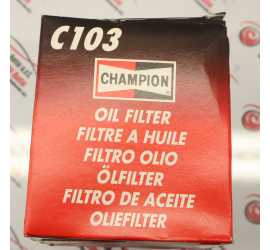 C103
CHAMPION
OIL FILTER
FILTRE A HUILE
FILTRO OLIO
ÖLFILTER
FILTRO DE ACEITE
OLIEFILTER